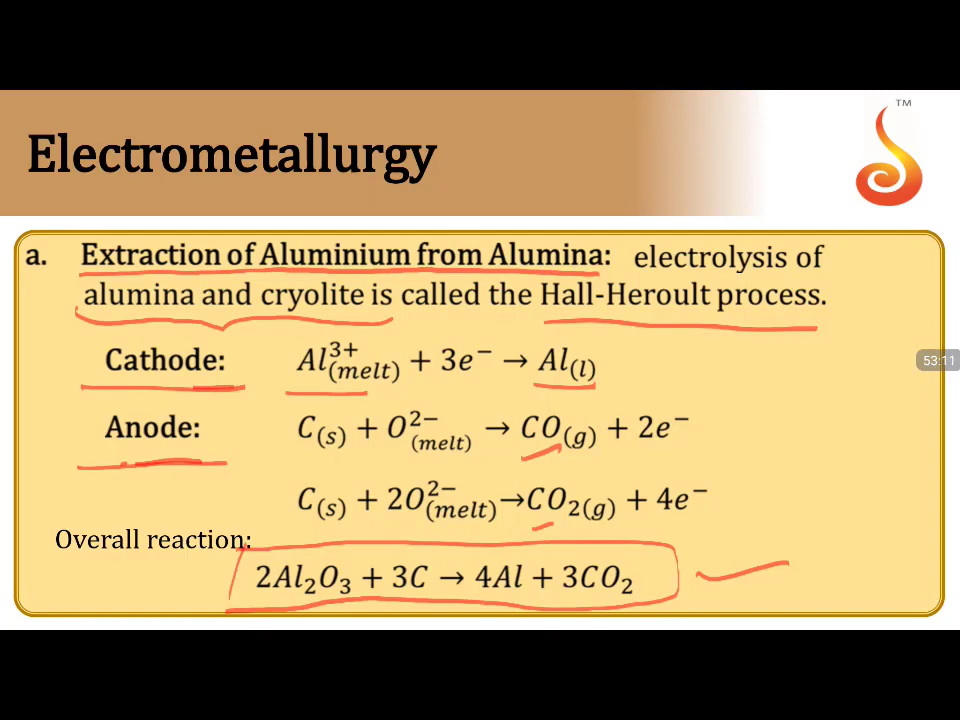 TM
Electrometallurgy
a. Extraction of Aluminium from Alumina: electrolysis of
alumina and cryolite is called the Hall-Heroult process.
Cathode: Al³⁺₍melt₎ + 3e⁻ → Al₍l₎
53:11
Anode: C₍s₎ + O²⁻₍melt₎ → CO₍g₎ + 2e⁻
C₍s₎ + 2O²⁻₍melt₎→CO₂₍g₎ + 4e⁻
Overall reaction:
2Al₂O₃ + 3C → 4Al + 3CO₂